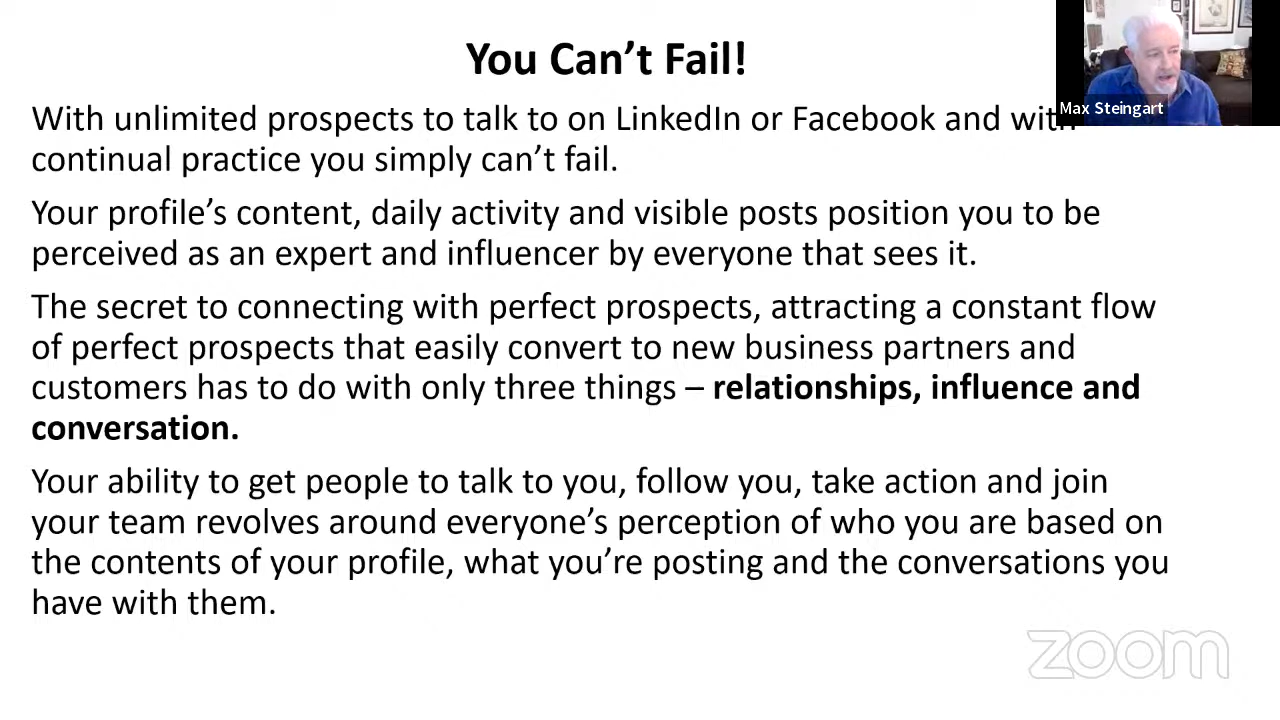 You Can’t Fail!
With unlimited prospects to talk to on LinkedIn or Facebook and with
continual practice you simply can’t fail.
Your profile’s content, daily activity and visible posts position you to be
perceived as an expert and influencer by everyone that sees it.
The secret to connecting with perfect prospects, attracting a constant flow
of perfect prospects that easily convert to new business partners and
customers has to do with only three things – relationships, influence and
conversation.
Your ability to get people to talk to you, follow you, take action and join
your team revolves around everyone’s perception of who you are based on
the contents of your profile, what you’re posting and the conversations you
have with them.
Max Steingart
zoom